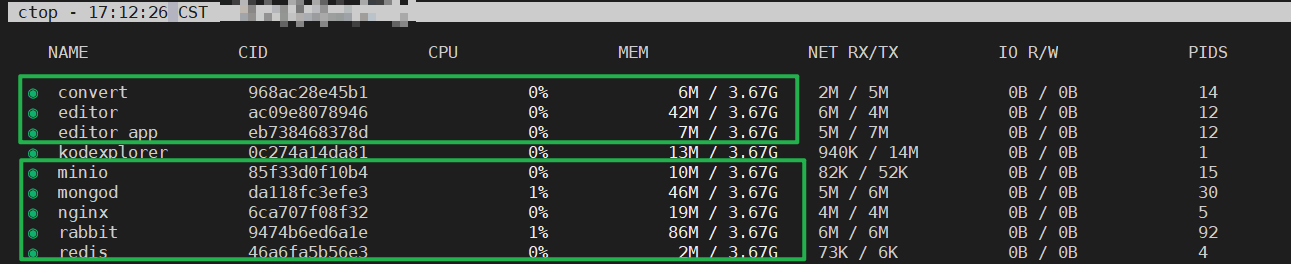 ctop - 17:12:26 CST
NAME CID CPU MEM NET RX/TX IO R/W PIDS
◉ convert 968ac28e45b1 0% 6M / 3.67G 2M / 5M 0B / 0B 14
◉ editor ac09e8078946 0% 42M / 3.67G 6M / 4M 0B / 0B 12
◉ editor_app eb738468378d 0% 7M / 3.67G 5M / 7M 0B / 0B 12
◉ kodexplorer 0c274a14da81 0% 13M / 3.67G 940K / 14M 0B / 0B 1
◉ minio 85f33d0f10b4 0% 10M / 3.67G 82K / 52K 0B / 0B 15
◉ mongod da118fc3efe3 1% 46M / 3.67G 5M / 6M 0B / 0B 30
◉ nginx 6ca707f08f32 0% 19M / 3.67G 4M / 4M 0B / 0B 5
◉ rabbit 9474b6ed6a1e 1% 86M / 3.67G 6M / 6M 0B / 0B 92
◉ redis 46a6fa5b56e3 0% 2M / 3.67G 73K / 6K 0B / 0B 4